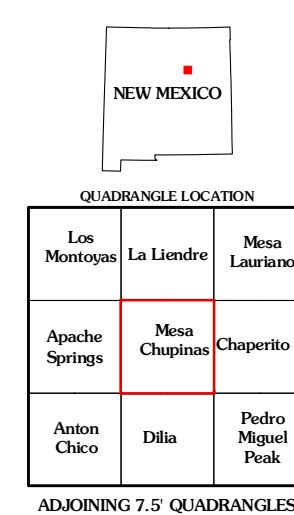 NEW MEXICO
QUADRANGLE LOCATION
Los
Montoyas
La Liendre
Mesa
Lauriano
Apache
Springs
Mesa
Chupinas
Chaperito
Anton
Chico
Dilia
Pedro
Miguel
Peak
ADJOINING 7.5' QUADRANGLES